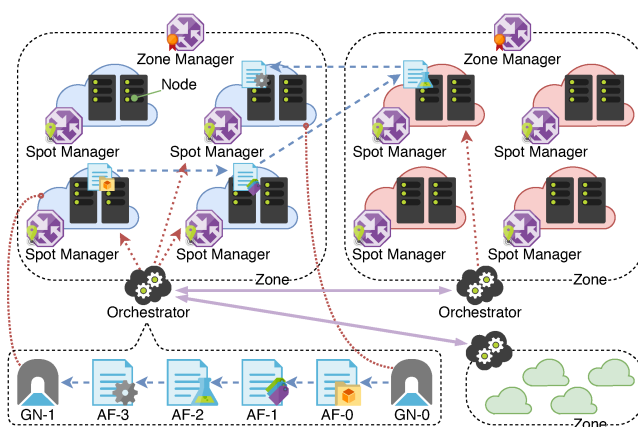 Zone Manager
Zone Manager
Node
Spot Manager
Spot Manager
Spot Manager
Spot Manager
Spot Manager
Spot Manager
Spot Manager
Spot Manager
Zone
Zone
Orchestrator
Orchestrator
GN-1
AF-3
AF-2
AF-1
AF-0
GN-0
Zone